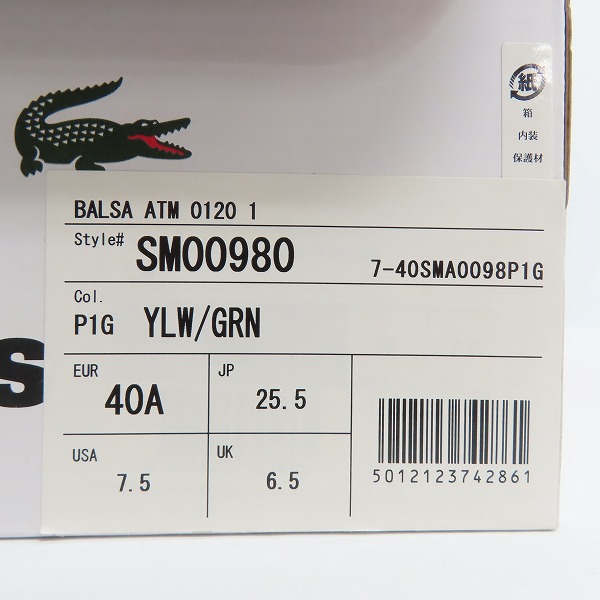 紙
箱
内装
保護材
BALSA ATM 0120 1
Style# SM00980 7-40SMA0098P1G
Col.
P1G YLW/GRN
EUR 40A
JP 25.5
USA 7.5
UK 6.5
5012123742861
S